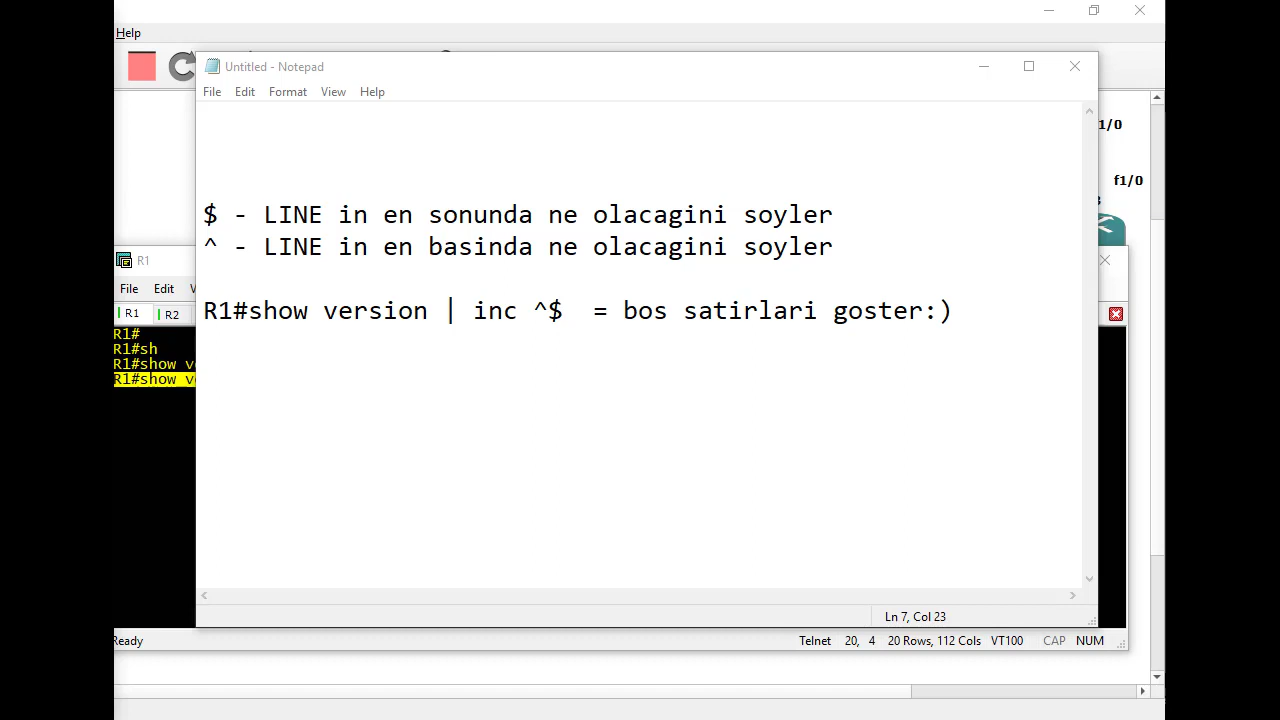 Help
Untitled - Notepad
File Edit Format View Help
1/0
f1/0
$ - LINE in en sonunda ne olacagini soyler
^ - LINE in en basinda ne olacagini soyler
R1#show version | inc ^$ = bos satirlari goster:)
R1
File Edit
R1 R2
R1#
R1#sh
R1#show
R1#show
Ln 7, Col 23
Ready
Telnet 20, 4 20 Rows, 112 Cols VT100 CAP NUM